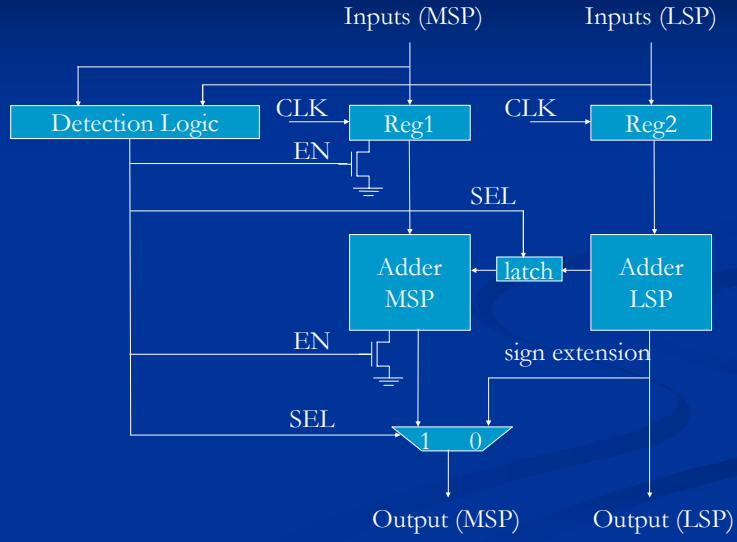 Inputs (MSP)
Inputs (LSP)
CLK
CLK
Detection Logic
Reg1
Reg2
EN
SEL
Adder
MSP
latch
Adder
LSP
EN
sign extension
SEL
1 0
Output (MSP)
Output (LSP)